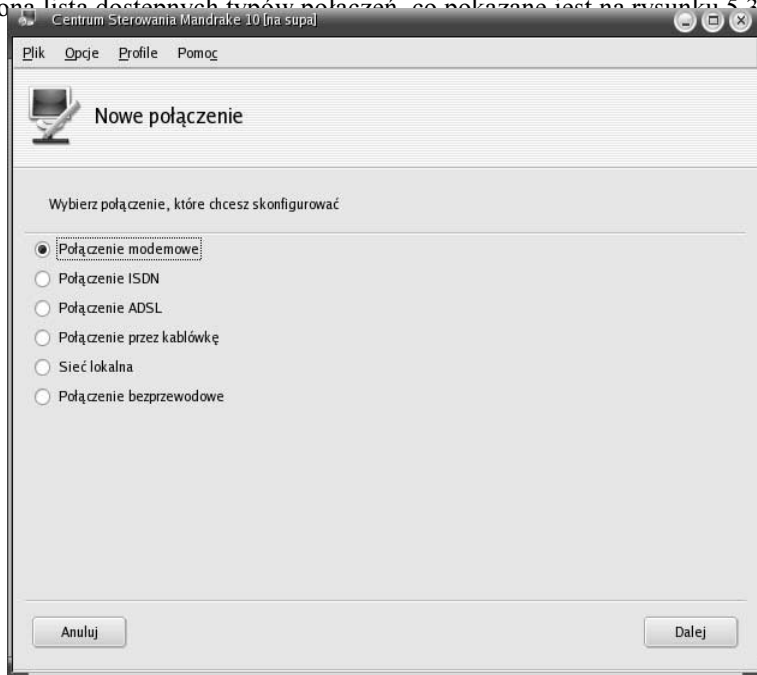 ona lista dostępnych typów połączeń, co pokazane jest na rysunku 5.3
Centrum Sterowania Mandrake 10 [na supa]
Plik Opcje Profile Pomoc
Nowe połączenie
Wybierz połączenie, które chcesz skonfigurować
Połączenie modemowe
Połączenie ISDN
Połączenie ADSL
Połączenie przez kablówkę
Sieć lokalna
Połączenie bezprzewodowe
Anuluj Dalej